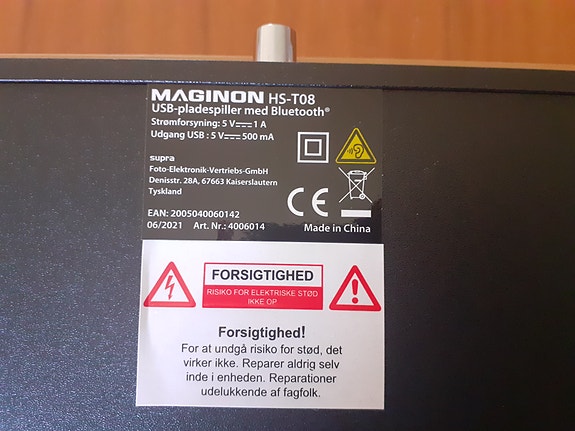 MAGINON HS-T08
USB-pladespiller med Bluetooth®
Strømforsyning: 5 V⎓1 A
Udgang USB : 5 V⎓500 mA
supra
Foto-Elektronik-Vertriebs-GmbH
Denisstr. 28A, 67663 Kaiserslautern
Tyskland
CE
EAN: 2005040060142
06/2021 Art. Nr.: 4006014
Made in China
FORSIGTIGHED
RISIKO FOR ELEKTRISKE STØD
IKKE OP
Forsigtighed!
For at undgå risiko for stød, det
virker ikke. Reparer aldrig selv
inde i enheden. Reparationer
udelukkende af fagfolk.